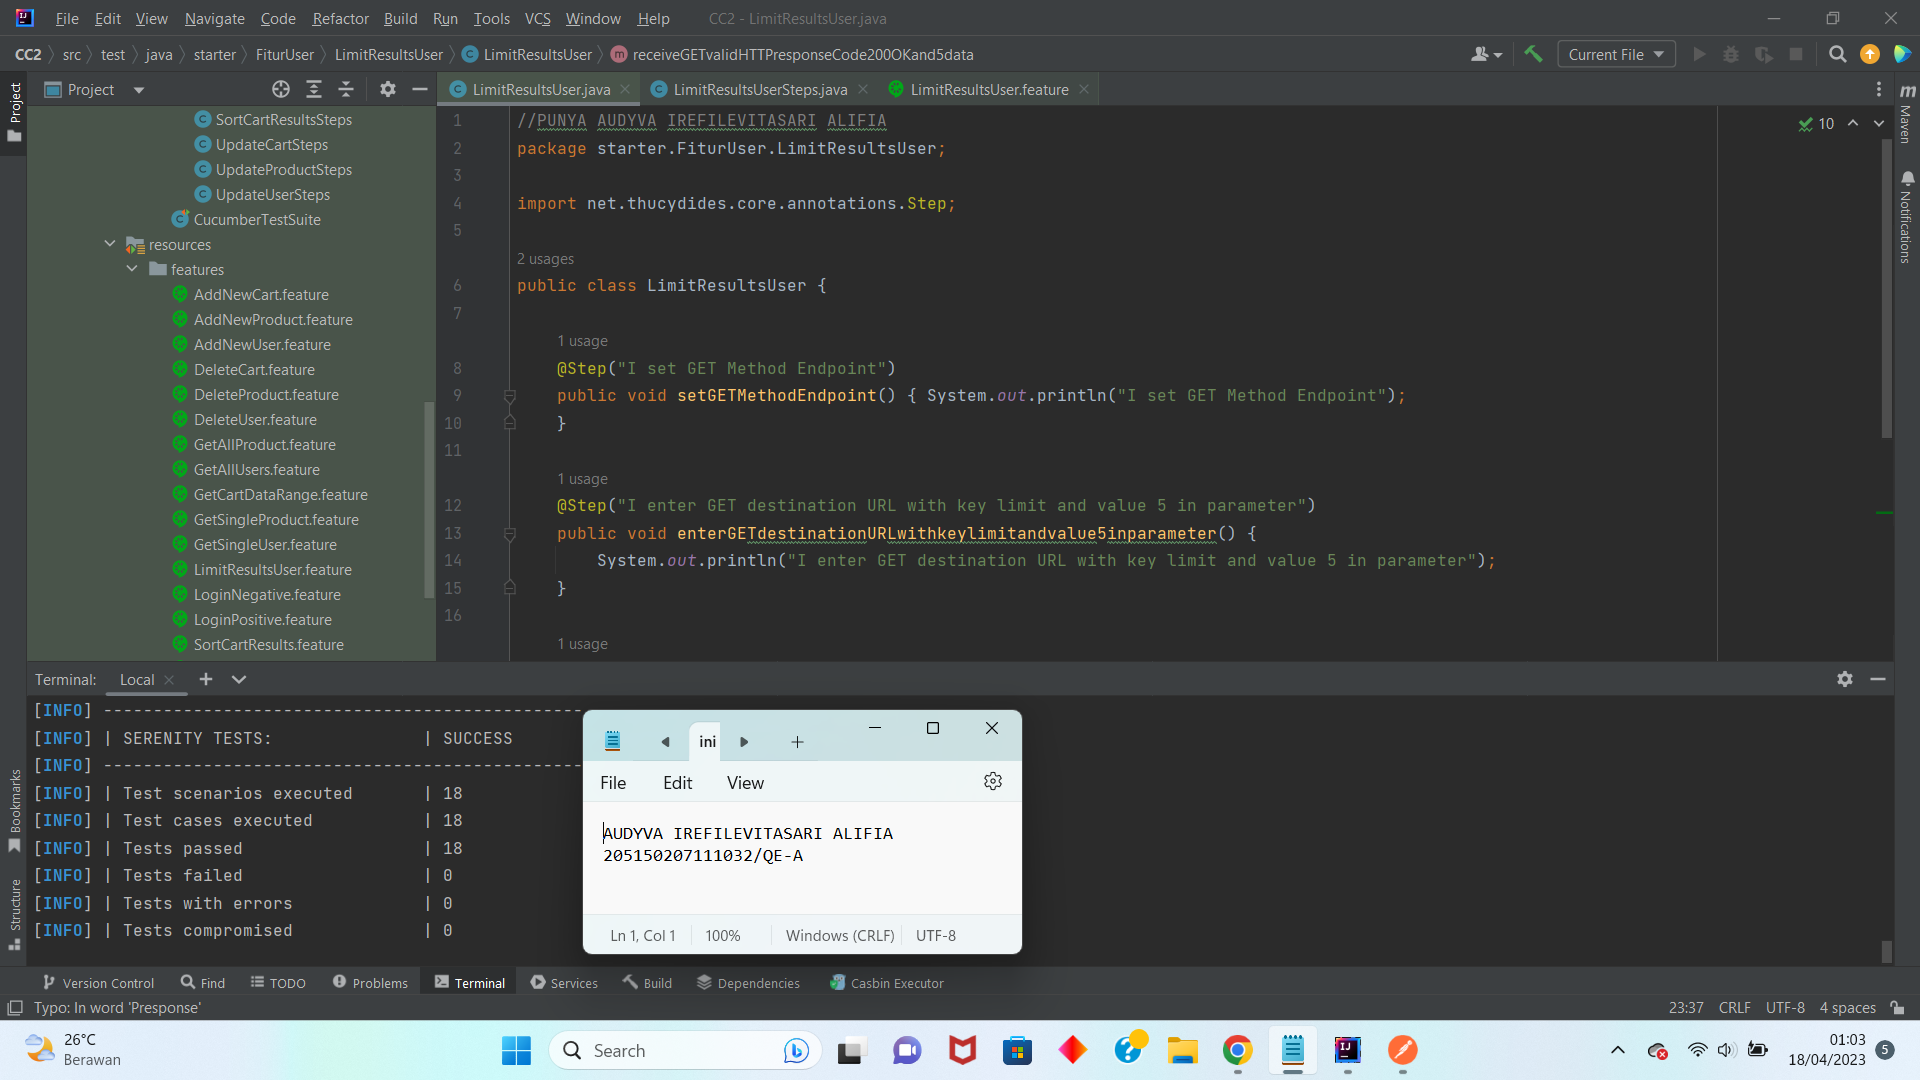 File Edit View Navigate Code Refactor Build Run Tools VCS Window Help CC2 - LimitResultsUser.java
CC2 src test java starter FiturUser LimitResultsUser LimitResultsUser receiveGETvalidHTTPresponseCode200OKand5data
Current File
Project
Project
LimitResultsUser.java LimitResultsUserSteps.java LimitResultsUser.feature
SortCartResultsSteps
UpdateCartSteps
UpdateProductSteps
UpdateUserSteps
CucumberTestSuite
resources
features
AddNewCart.feature
AddNewProduct.feature
AddNewUser.feature
DeleteCart.feature
DeleteProduct.feature
DeleteUser.feature
GetAllProduct.feature
GetAllUsers.feature
GetCartDataRange.feature
GetSingleProduct.feature
GetSingleUser.feature
LimitResultsUser.feature
LoginNegative.feature
LoginPositive.feature
SortCartResults.feature
1 //PUNYA AUDYVA IREFILEVITASARI ALIFIA
2 package starter.FiturUser.LimitResultsUser;
3
4 import net.thucydides.core.annotations.Step;
5
2 usages
6 public class LimitResultsUser {
7
1 usage
8 @Step("I set GET Method Endpoint")
9 public void setGETMethodEndpoint() { System.out.println("I set GET Method Endpoint");
10 }
11
1 usage
12 @Step("I enter GET destination URL with key limit and value 5 in parameter")
13 public void enterGETdestinationURLwithkeylimitandvalue5inparameter() {
14 System.out.println("I enter GET destination URL with key limit and value 5 in parameter");
15 }
16
1 usage
10
m Maven
Notifications
Terminal: Local
[INFO] -----------------------------------------------
[INFO] | SERENITY TESTS: | SUCCESS
[INFO] -----------------------------------------------
[INFO] | Test scenarios executed | 18
[INFO] | Test cases executed | 18
[INFO] | Tests passed | 18
[INFO] | Tests failed | 0
[INFO] | Tests with errors | 0
[INFO] | Tests compromised | 0
Bookmarks
Structure
ini
File Edit View
AUDYVA IREFILEVITASARI ALIFIA
205150207111032/QE-A
Ln 1, Col 1 100% Windows (CRLF) UTF-8
Version Control Find TODO Problems Terminal Services Build Dependencies Casbin Executor
Typo: In word 'Presponse' 23:37 CRLF UTF-8 4 spaces
26°C
Berawan
Search
01:03
18/04/2023
5